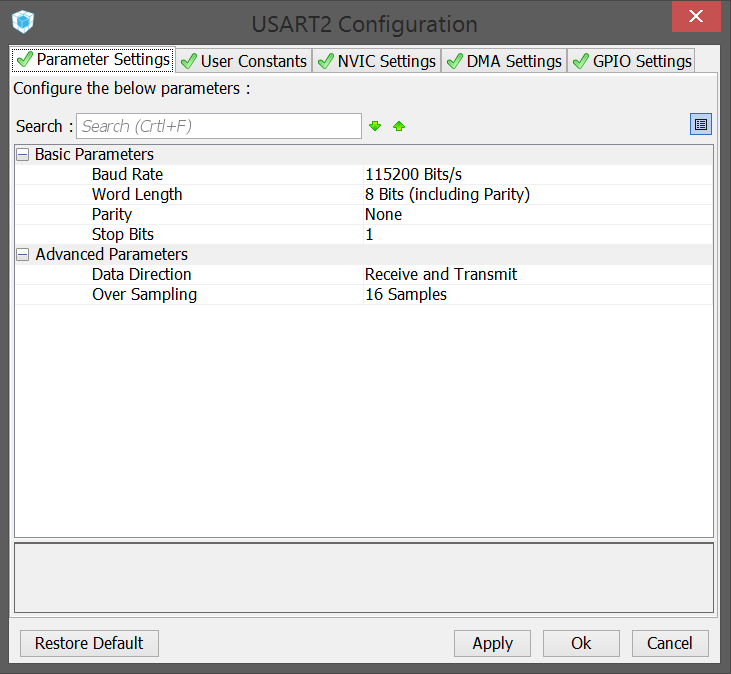 USART2 Configuration
Parameter Settings User Constants NVIC Settings DMA Settings GPIO Settings
Configure the below parameters :
Search : Search (Crtl+F)
Basic Parameters
Baud Rate 115200 Bits/s
Word Length 8 Bits (including Parity)
Parity None
Stop Bits 1
Advanced Parameters
Data Direction Receive and Transmit
Over Sampling 16 Samples
Restore Default Apply Ok Cancel